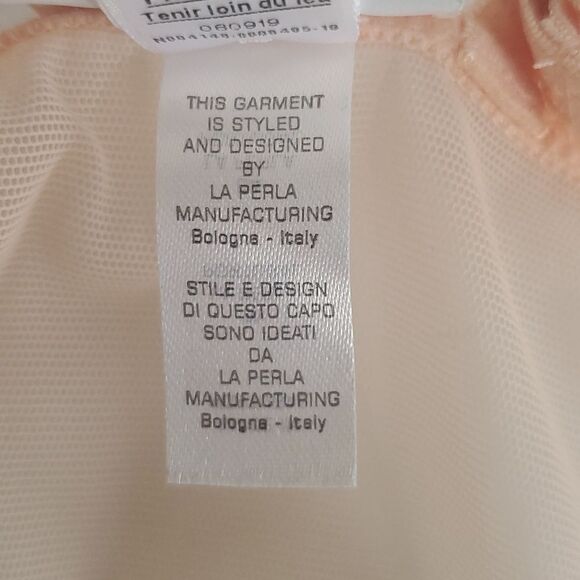 Tenir loin du feu
060919
THIS GARMENT
IS STYLED
AND DESIGNED
BY
LA PERLA
MANUFACTURING
Bologna - Italy
STILE E DESIGN
DI QUESTO CAPO
SONO IDEATI
DA
LA PERLA
MANUFACTURING
Bologna - Italy